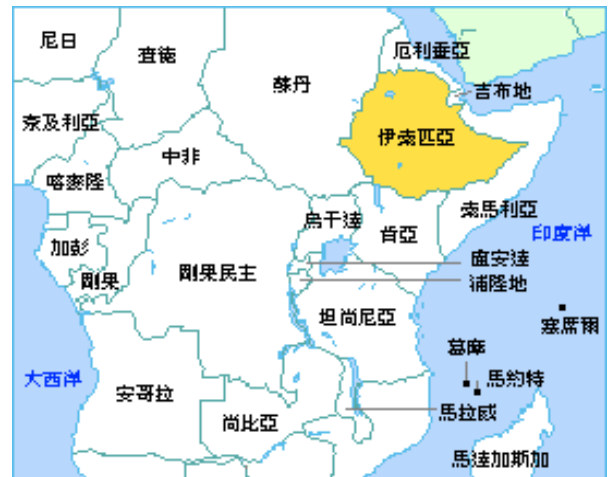 尼日
查德
蘇丹
厄利垂亞
吉布地
奈及利亞
伊索匹亞
中非
喀麥隆
索馬利亞
烏干達
肯亞
印度洋
加彭
盧安達
剛果
剛果民主
浦隆地
坦尚尼亞
塞席爾
葛摩
大西洋
安哥拉
馬約特
馬拉威
尚比亞
馬達加斯加